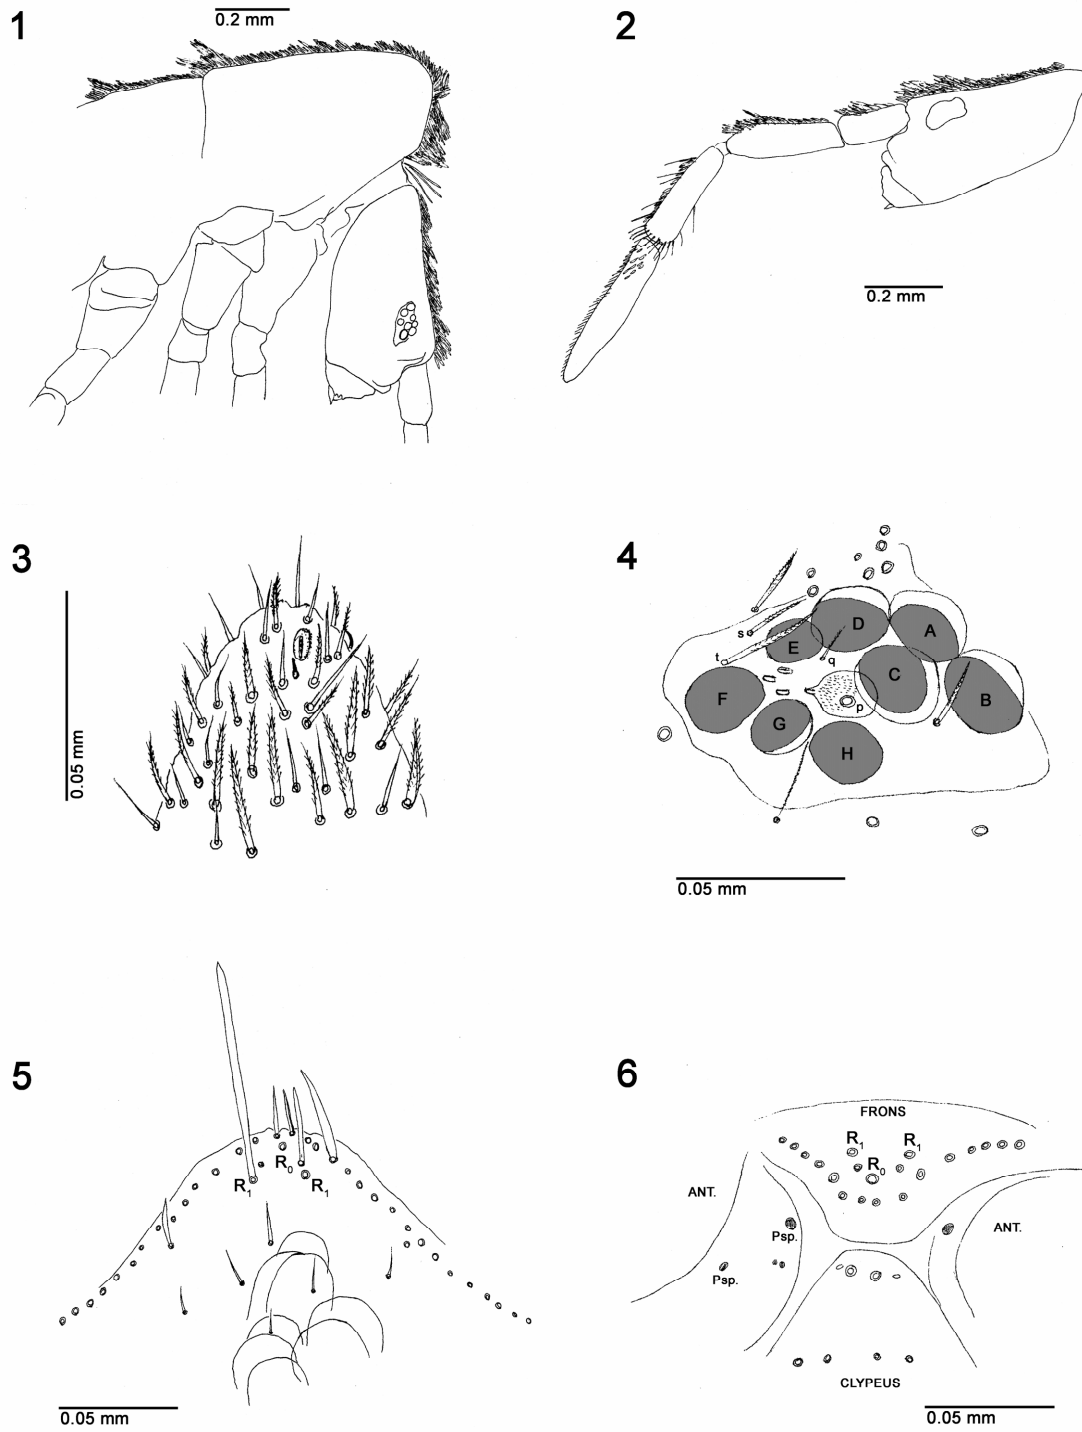 1
0.2 mm
2
0.2 mm
3
0.05 mm
4
D
A
E
s
t
q
C
F
B
p
G
H
0.05 mm
5
R0
R1
R1
0.05 mm
6
FRONS
R1
R1
R0
ANT.
ANT.
Psp.
Psp.
CLYPEUS
0.05 mm